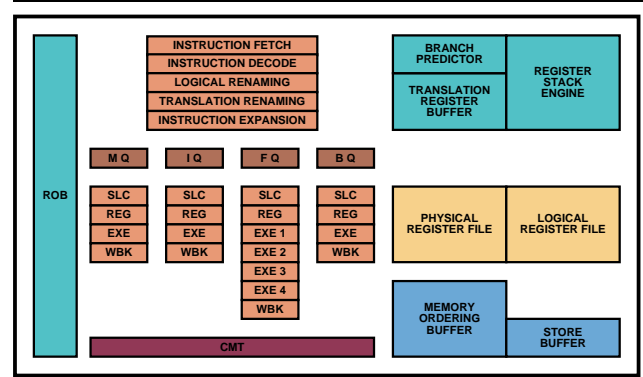 INSTRUCTION FETCH
INSTRUCTION DECODE
LOGICAL RENAMING
TRANSLATION RENAMING
INSTRUCTION EXPANSION
BRANCH
PREDICTOR
TRANSLATION
REGISTER
BUFFER
REGISTER
STACK
ENGINE
M Q
I Q
F Q
B Q
ROB
SLC
REG
EXE
WBK
SLC
REG
EXE
WBK
SLC
REG
EXE 1
EXE 2
EXE 3
EXE 4
WBK
SLC
REG
EXE
WBK
PHYSICAL
REGISTER FILE
LOGICAL
REGISTER FILE
MEMORY
ORDERING
BUFFER
STORE
BUFFER
CMT